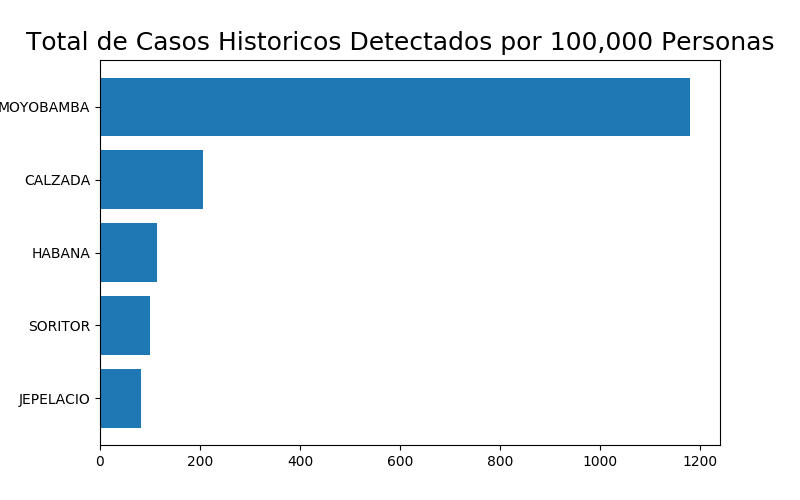 Total de Casos Historicos Detectados por 100,000 Personas
MOYOBAMBA
CALZADA
HABANA
SORITOR
JEPELACIO
0 200 400 600 800 1000 1200